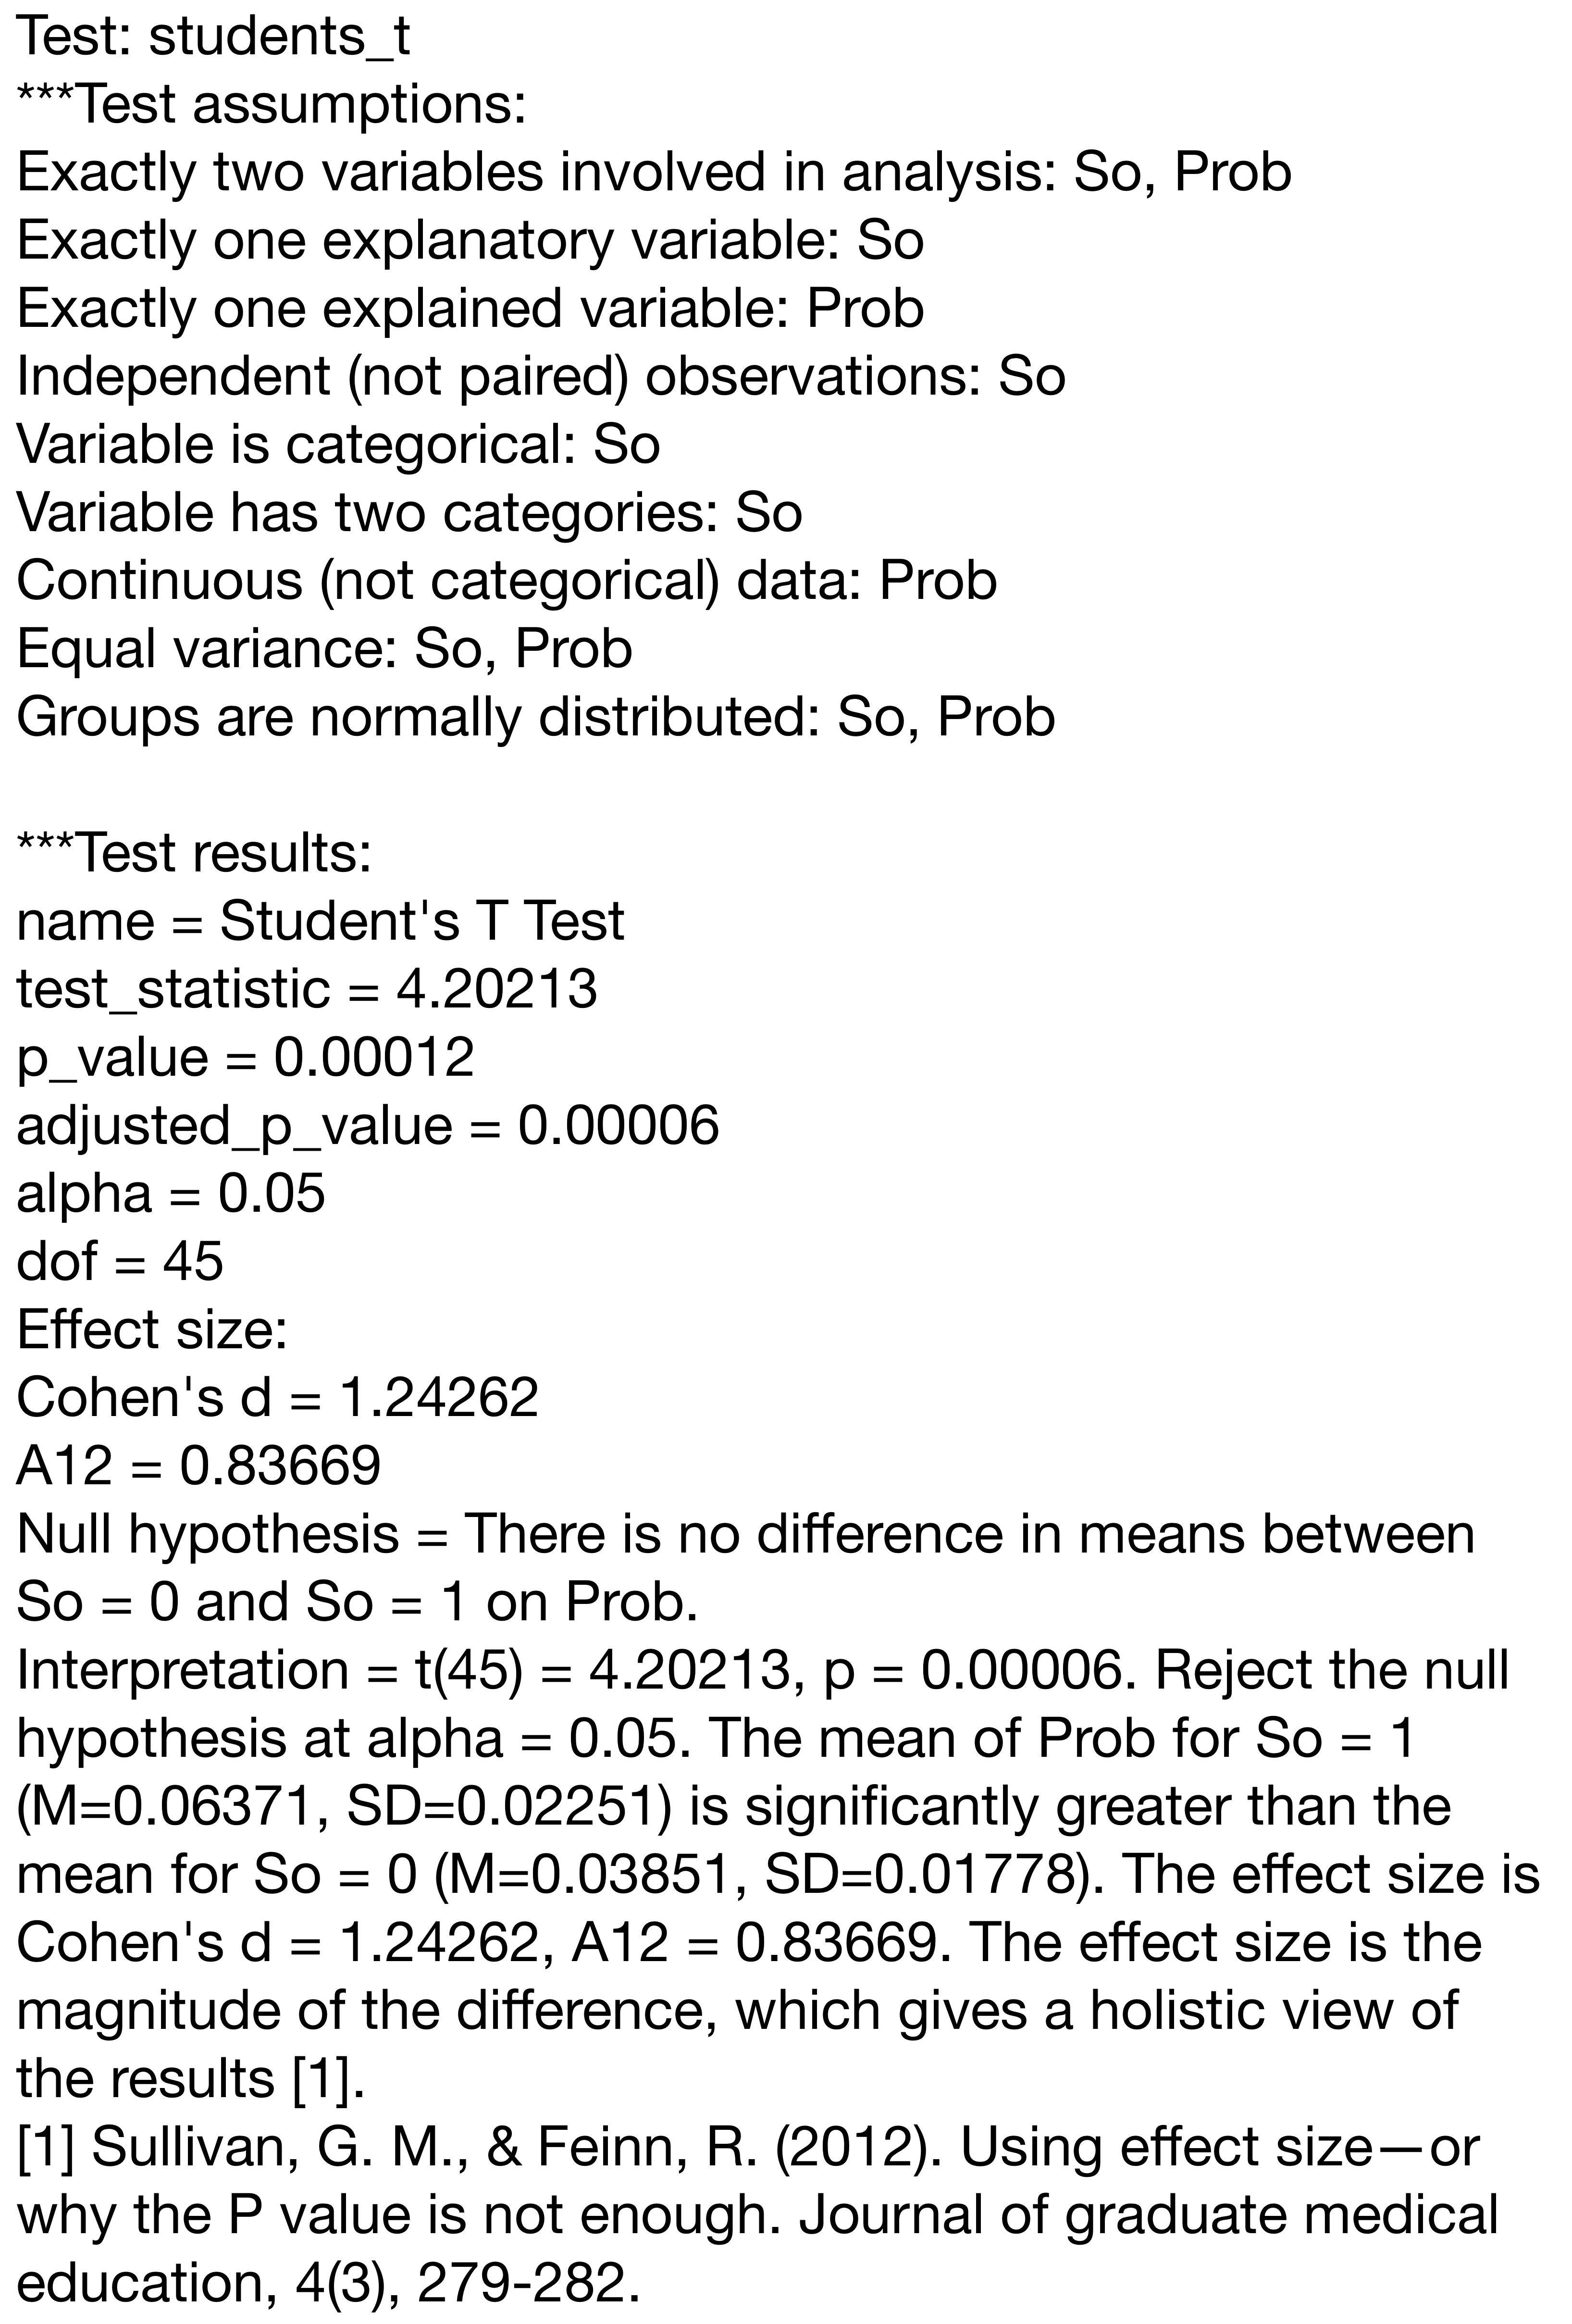 Test: students_t
***Test assumptions:
Exactly two variables involved in analysis: So, Prob
Exactly one explanatory variable: So
Exactly one explained variable: Prob
Independent (not paired) observations: So
Variable is categorical: So
Variable has two categories: So
Continuous (not categorical) data: Prob
Equal variance: So, Prob
Groups are normally distributed: So, Prob

***Test results:
name = Student's T Test
test_statistic = 4.20213
p_value = 0.00012
adjusted_p_value = 0.00006
alpha = 0.05
dof = 45
Effect size:
Cohen's d = 1.24262
A12 = 0.83669
Null hypothesis = There is no difference in means between
So = 0 and So = 1 on Prob.
Interpretation = t(45) = 4.20213, p = 0.00006. Reject the null
hypothesis at alpha = 0.05. The mean of Prob for So = 1
(M=0.06371, SD=0.02251) is significantly greater than the
mean for So = 0 (M=0.03851, SD=0.01778). The effect size is
Cohen's d = 1.24262, A12 = 0.83669. The effect size is the
magnitude of the difference, which gives a holistic view of
the results [1].
[1] Sullivan, G. M., & Feinn, R. (2012). Using effect size—or
why the P value is not enough. Journal of graduate medical
education, 4(3), 279-282.